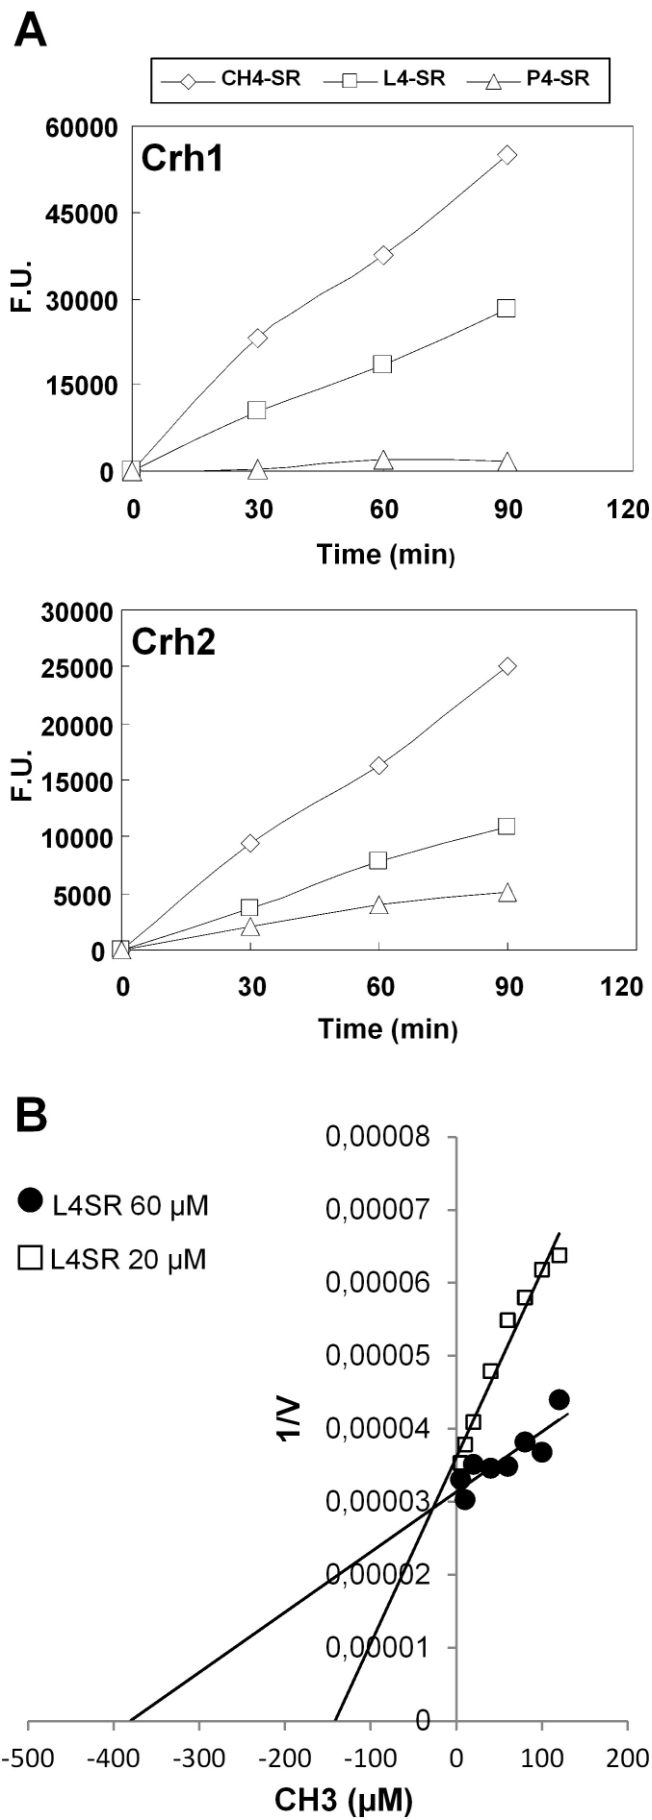 A
CH4-SR L4-SR P4-SR
Crh1
60000
45000
30000
15000
0
F.U.
0 30 60 90 120
Time (min)
Crh2
30000
25000
20000
15000
10000
5000
0
F.U.
0 30 60 90 120
Time (min)
B
L4SR 60 µM
L4SR 20 µM
0,00008
0,00007
0,00006
0,00005
0,00004
0,00003
0,00002
0,00001
0
1/V
-500 -400 -300 -200 -100 0 100 200
CH3 (µM)